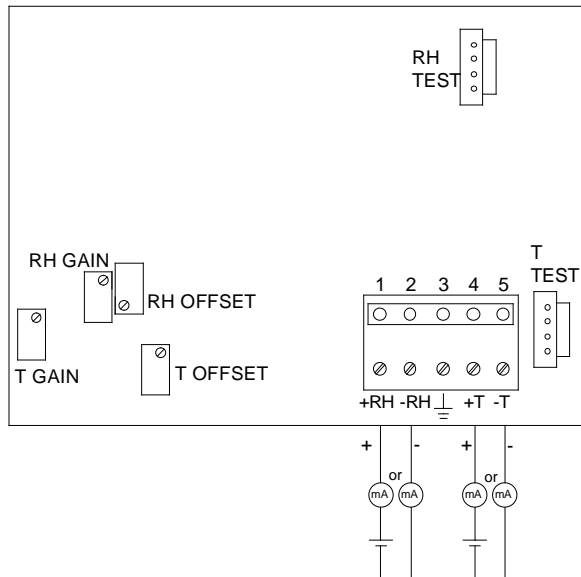 RH
TEST
T
TEST
RH GAIN
RH OFFSET
T GAIN
T OFFSET
1 2 3 4 5
+RH -RH +T -T
+ - + -
or or
mA mA mA mA